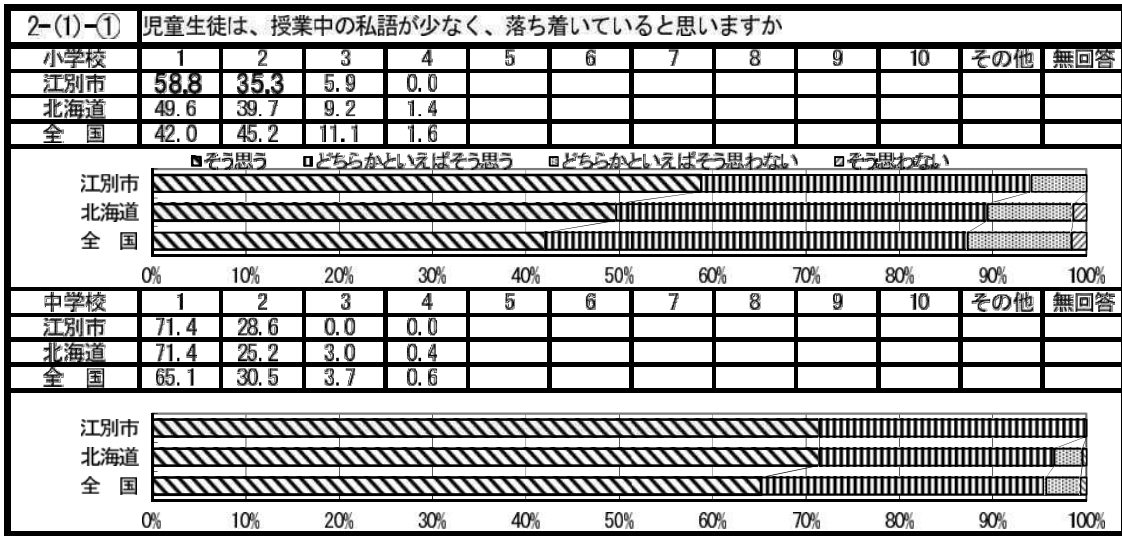 2-(1)-① 児童生徒は、授業中の私語が少なく、落ち着いていると思いますか
小学校 1 2 3 4 5 6 7 8 9 10 その他 無回答
江別市 58.8 35.3 5.9 0.0
北海道 49.6 39.7 9.2 1.4
全 国 42.0 45.2 11.1 1.6
そう思う どちらかといえばそう思う どちらかといえばそう思わない そう思わない
江別市
北海道
全 国
0% 10% 20% 30% 40% 50% 60% 70% 80% 90% 100%
中学校 1 2 3 4 5 6 7 8 9 10 その他 無回答
江別市 71.4 28.6 0.0 0.0
北海道 71.4 25.2 3.0 0.4
全 国 65.1 30.5 3.7 0.6
江別市
北海道
全 国
0% 10% 20% 30% 40% 50% 60% 70% 80% 90% 100%